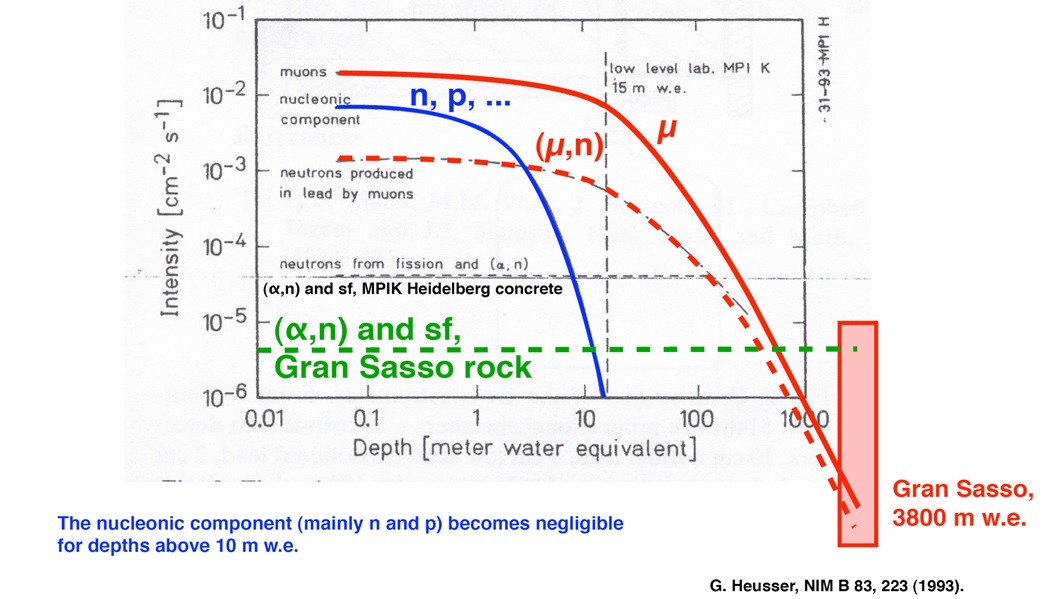 10⁻¹
10⁻²
10⁻³
10⁻⁴
10⁻⁵
10⁻⁶
Intensity [cm⁻² s⁻¹]
muons
nucleonic
component
n, p, ...
(μ,n)
μ
low level lab. MPI K
15 m w.e.
31-93 MPI H
neutrons produced
in lead by muons
neutrons from fission and (α,n)
(α,n) and sf, MPIK Heidelberg concrete
(α,n) and sf,
Gran Sasso rock
0.01 0.1 1 10 100 1000
Depth [meter water equivalent]
Gran Sasso,
3800 m w.e.
The nucleonic component (mainly n and p) becomes negligible
for depths above 10 m w.e.
G. Heusser, NIM B 83, 223 (1993).